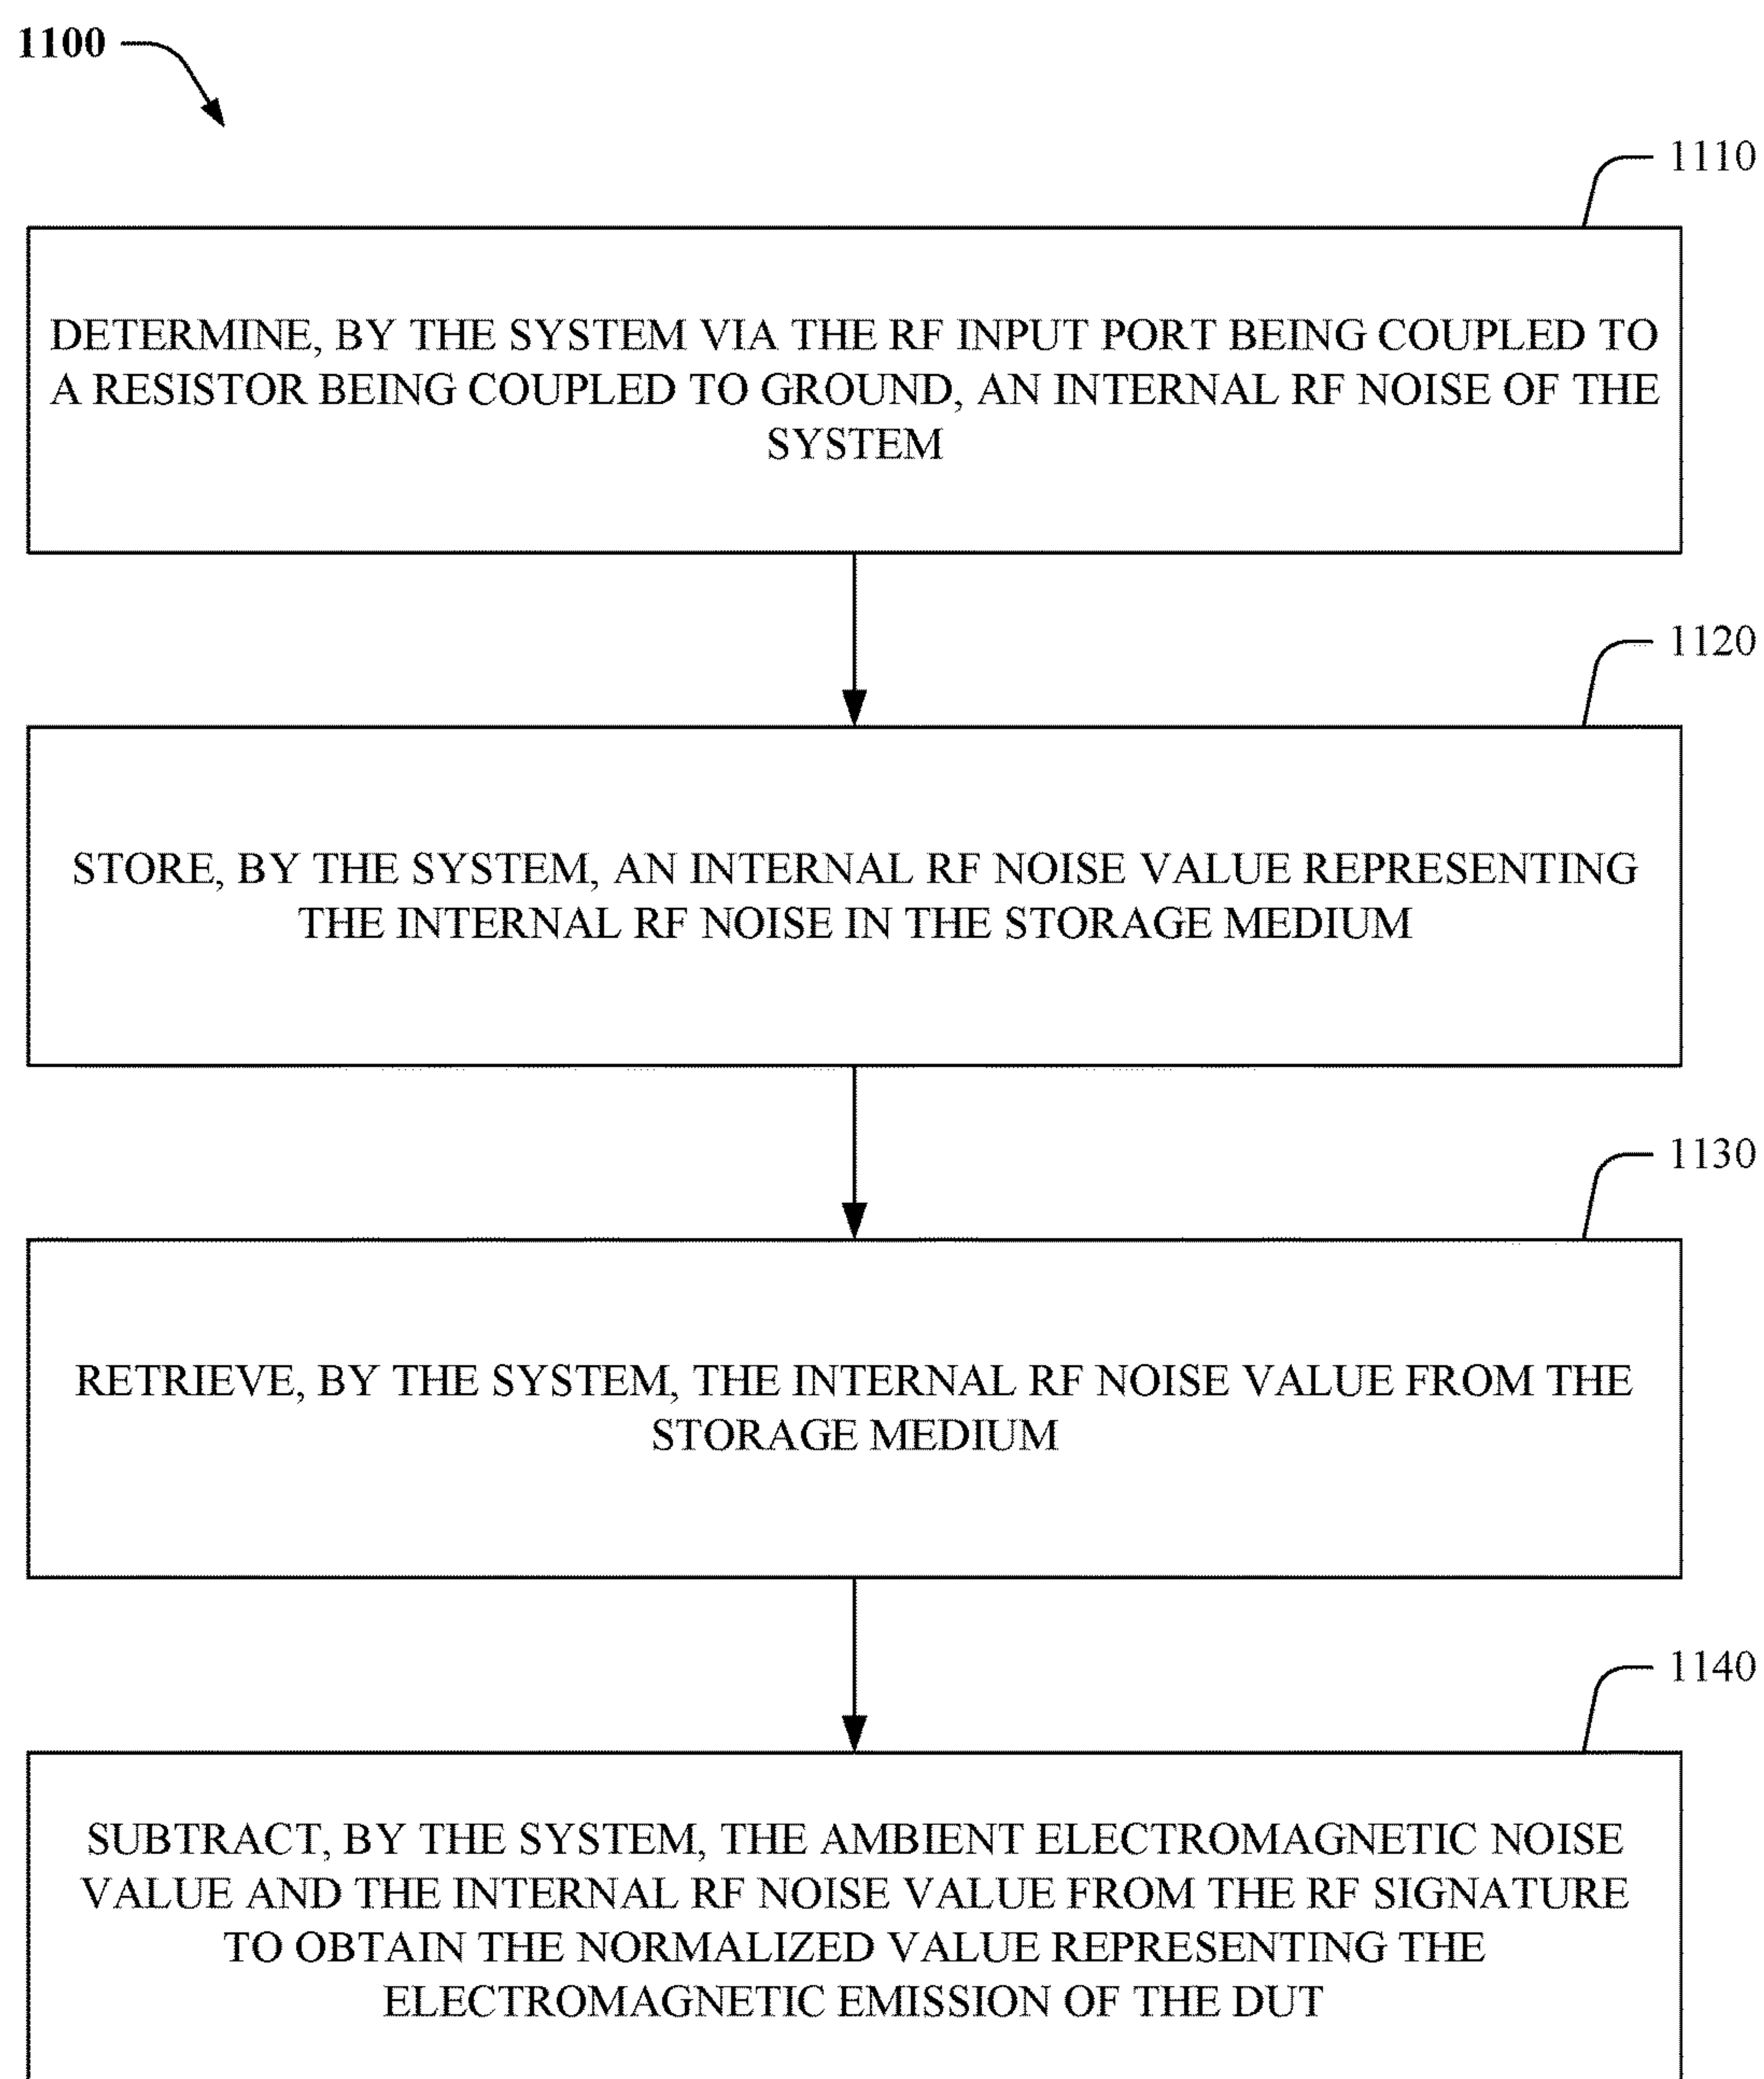 1100
1110
DETERMINE, BY THE SYSTEM VIA THE RF INPUT PORT BEING COUPLED TO
A RESISTOR BEING COUPLED TO GROUND, AN INTERNAL RF NOISE OF THE
SYSTEM
1120
STORE, BY THE SYSTEM, AN INTERNAL RF NOISE VALUE REPRESENTING
THE INTERNAL RF NOISE IN THE STORAGE MEDIUM
1130
RETRIEVE, BY THE SYSTEM, THE INTERNAL RF NOISE VALUE FROM THE
STORAGE MEDIUM
1140
SUBTRACT, BY THE SYSTEM, THE AMBIENT ELECTROMAGNETIC NOISE
VALUE AND THE INTERNAL RF NOISE VALUE FROM THE RF SIGNATURE
TO OBTAIN THE NORMALIZED VALUE REPRESENTING THE
ELECTROMAGNETIC EMISSION OF THE DUT